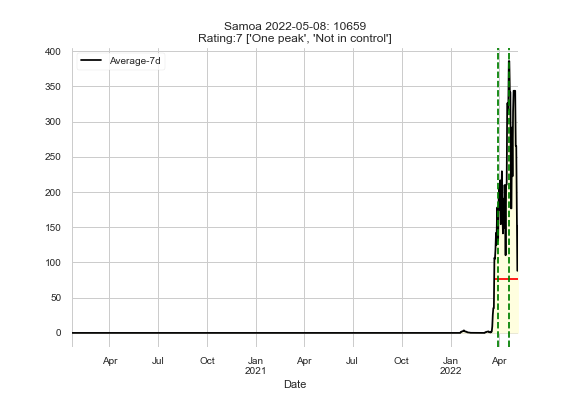 Samoa 2022-05-08: 10659
Rating:7 ['One peak', 'Not in control']
400
350
300
250
200
150
100
50
0
Average-7d
Apr
Jul
Oct
Jan
2021
Apr
Jul
Oct
Jan
2022
Apr
Date